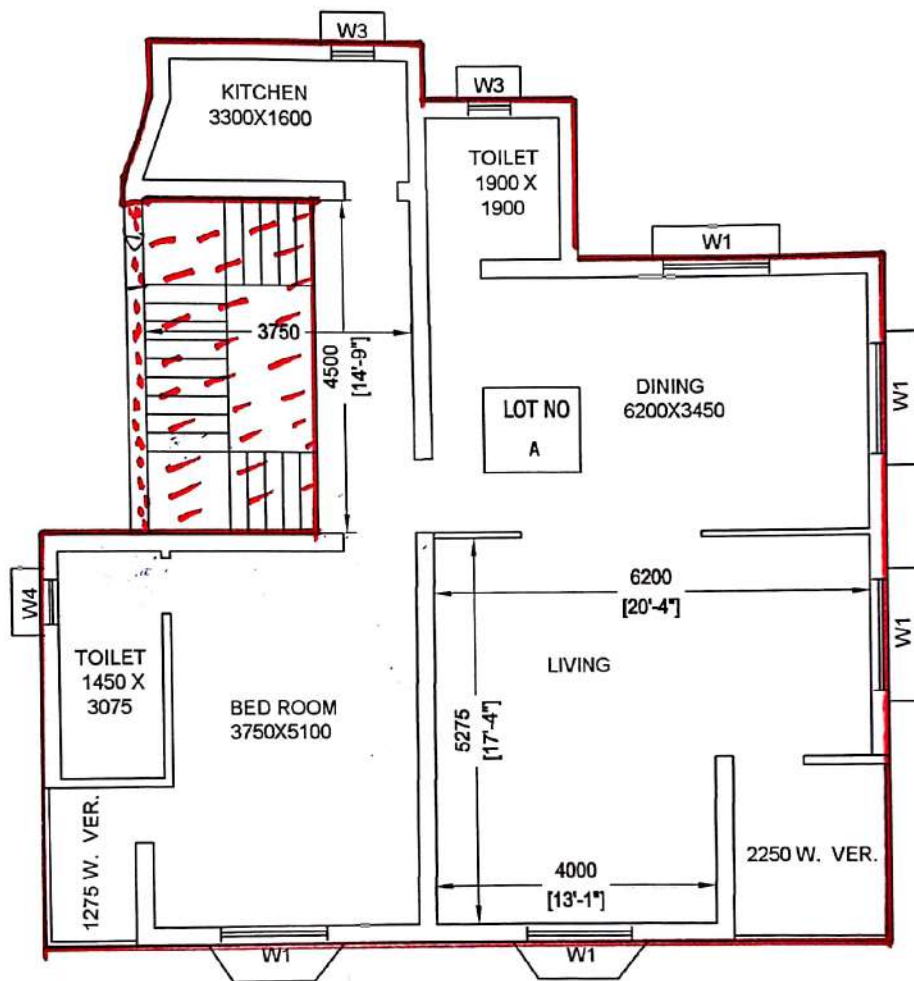 W3
KITCHEN
3300X1600
W3
TOILET
1900 X
1900
W1
3750
4500
[14'-9"]
DINING
6200X3450
W1
LOT NO
A
W4
TOILET
1450 X
3075
BED ROOM
3750X5100
6200
[20'-4"]
LIVING
5275
[17'-4"]
W1
1275 W. VER.
4000
[13'-1"]
2250 W. VER.
W1
W1